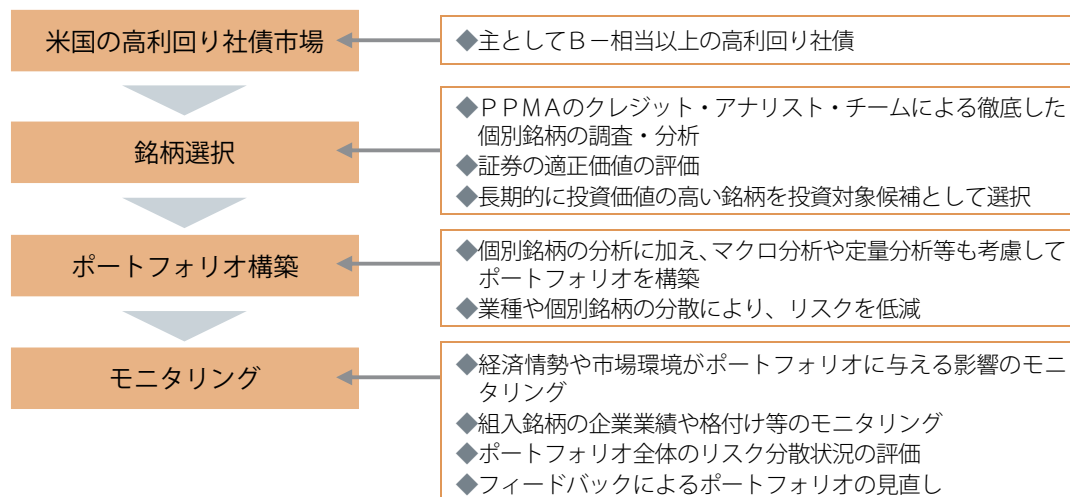 米国の高利回り社債市場
◆主としてB－相当以上の高利回り社債
銘柄選択
◆ＰＰＭＡのクレジット・アナリスト・チームによる徹底した
個別銘柄の調査・分析
◆証券の適正価値の評価
◆長期的に投資価値の高い銘柄を投資対象候補として選択
ポートフォリオ構築
◆個別銘柄の分析に加え、マクロ分析や定量分析等も考慮して
ポートフォリオを構築
◆業種や個別銘柄の分散により、リスクを低減
モニタリング
◆経済情勢や市場環境がポートフォリオに与える影響のモニ
タリング
◆組入銘柄の企業業績や格付け等のモニタリング
◆ポートフォリオ全体のリスク分散状況の評価
◆フィードバックによるポートフォリオの見直し